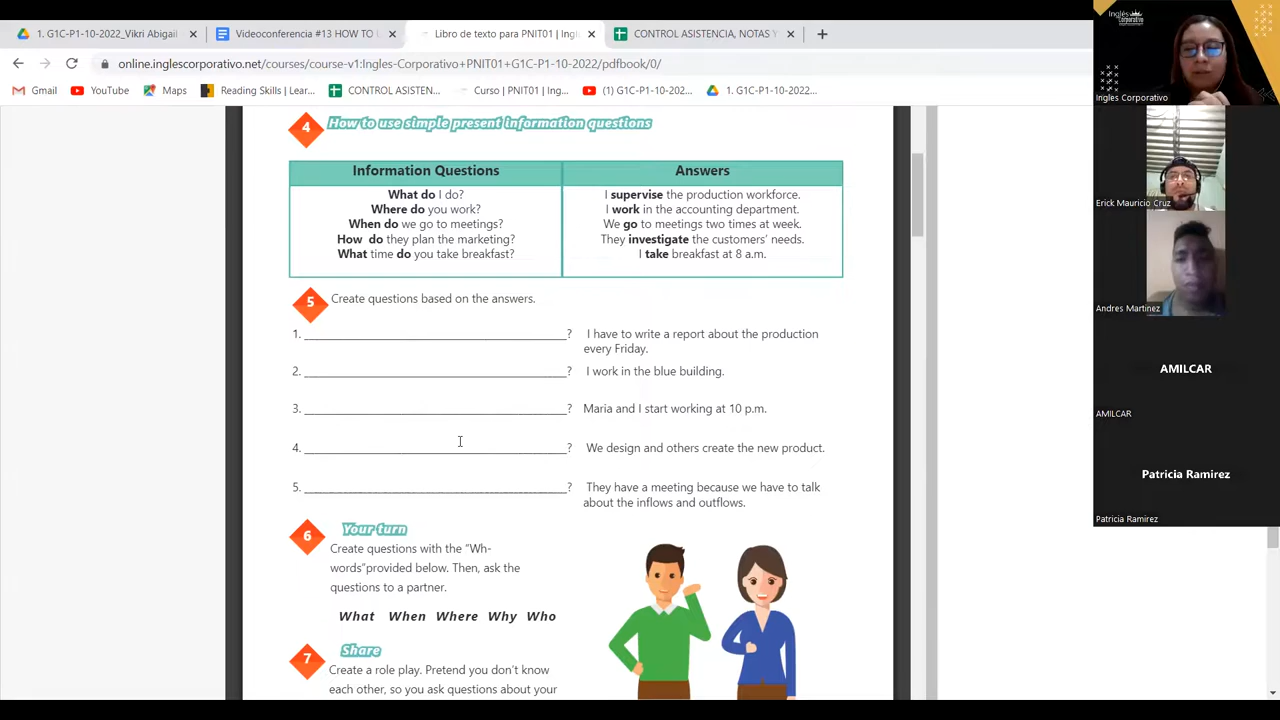 1. G1C-P1-10-2022_Vikri Abigail
Videoconferencia #13 HOW TO U
Libro de texto para PNIT01 | Ingl
CONTROL ASISTENCIA, NOTAS Y
online.inglescorporativo.net/courses/course-v1:Ingles-Corporativo+PNIT01+G1C-P1-10-2022/pdfbook/0/
Gmail
YouTube
Maps
Reading Skills | Lear...
CONTROL ASISTEN...
Curso | PNIT01 | Ing...
(1) G1C-P1-10-202...
1. G1C-P1-10-2022...
4 How to use simple present information questions
Information Questions
What do I do?
Where do you work?
When do we go to meetings?
How do they plan the marketing?
What time do you take breakfast?
Answers
I supervise the production workforce.
I work in the accounting department.
We go to meetings two times at week.
They investigate the customers’ needs.
I take breakfast at 8 a.m.
5 Create questions based on the answers.
1. ______________________________________? I have to write a report about the production
every Friday.
2. ______________________________________? I work in the blue building.
3. ______________________________________? Maria and I start working at 10 p.m.
4. ______________________________________? We design and others create the new product.
5. ______________________________________? They have a meeting because we have to talk
about the inflows and outflows.
6 Your turn
Create questions with the “Wh-
words”provided below. Then, ask the
questions to a partner.
What When Where Why Who
7 Share
Create a role play. Pretend you don't know
each other, so you ask questions about your
Inglés
Corporativo
Ingles Corporativo
Erick Mauricio Cruz
Andres Martinez
AMILCAR
AMILCAR
Patricia Ramirez
Patricia Ramirez